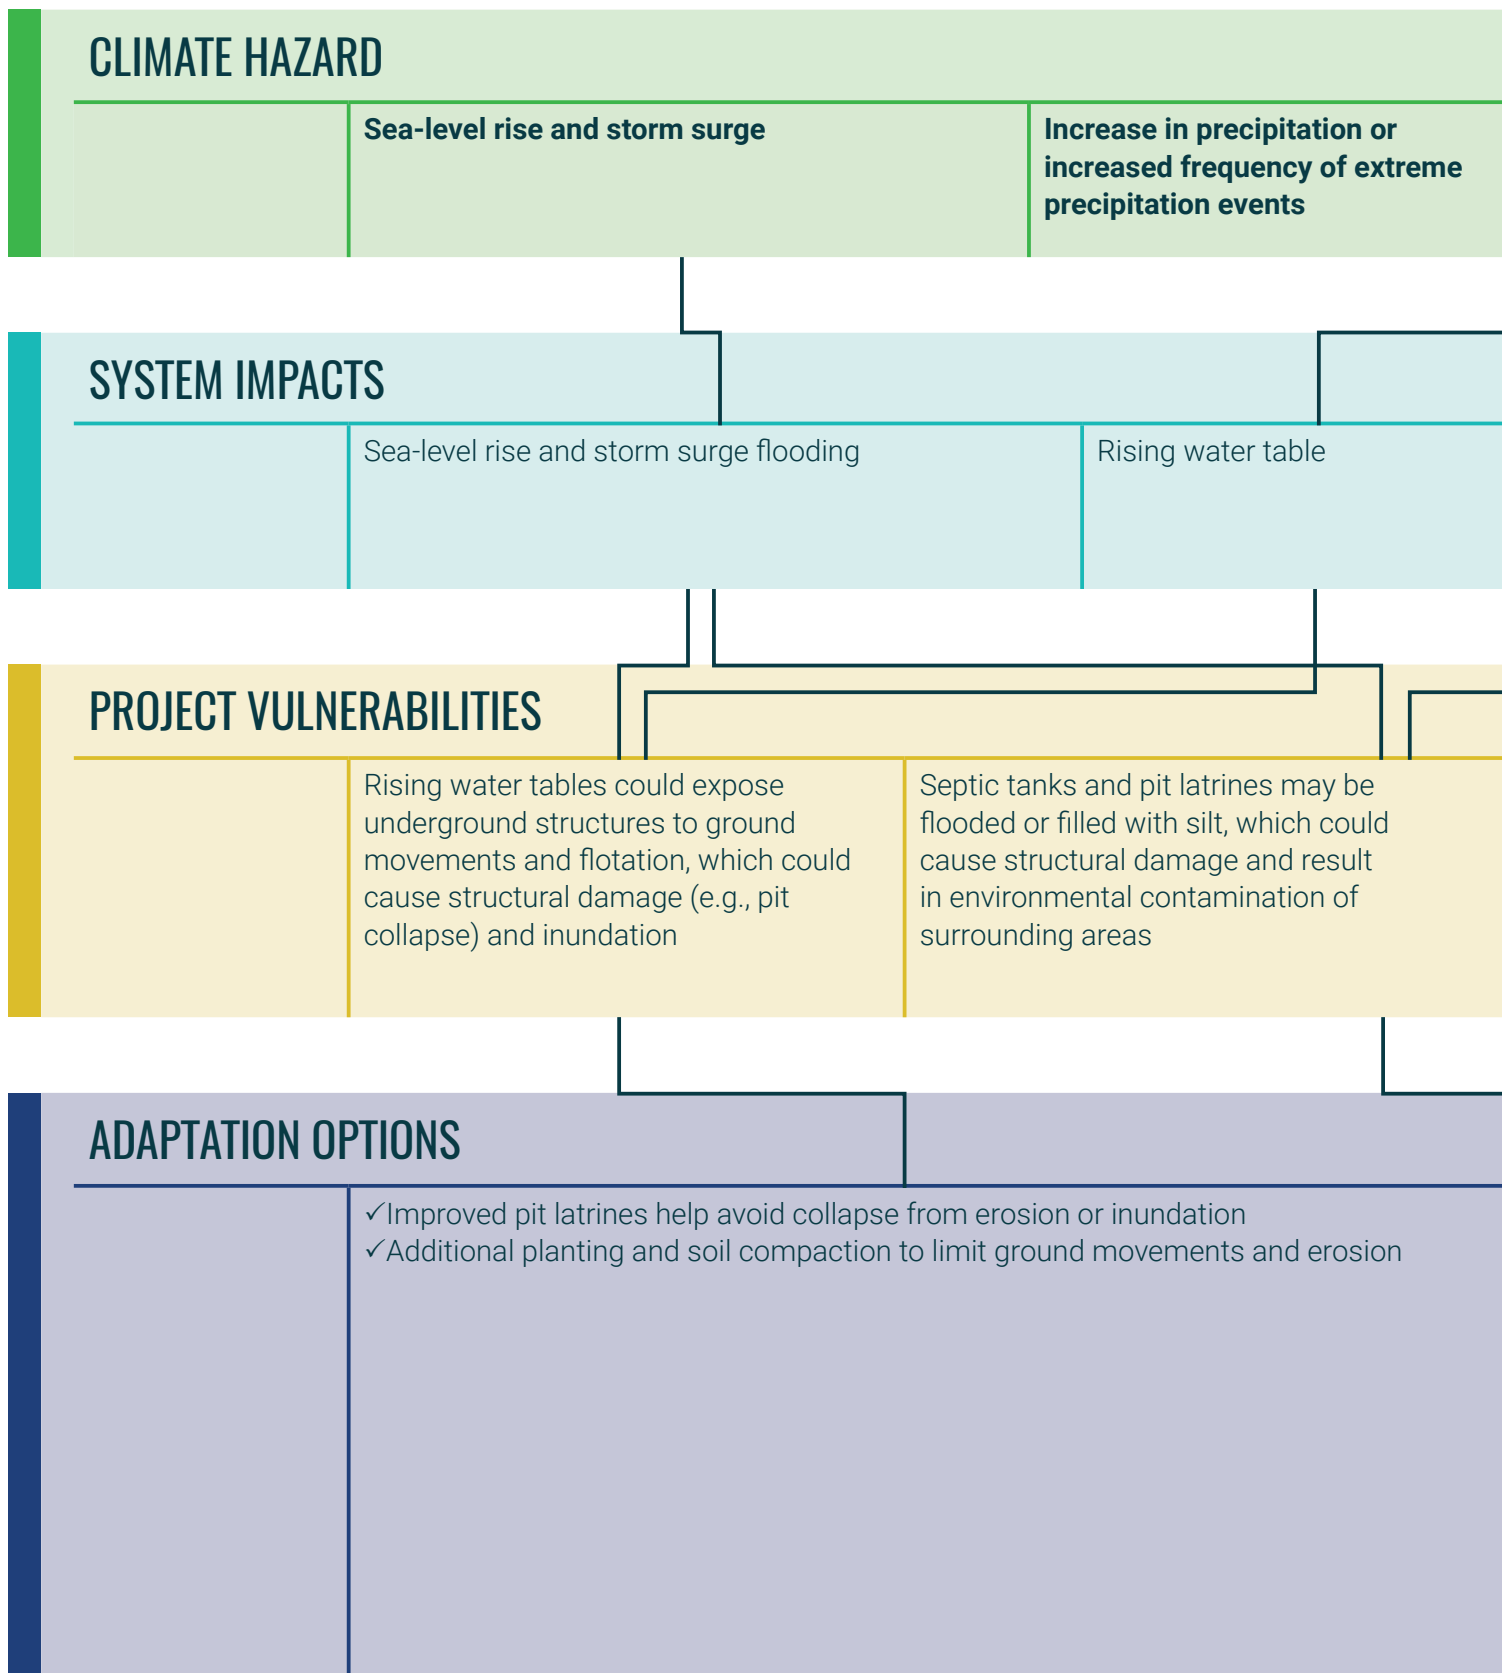 CLIMATE HAZARD
Sea-level rise and storm surge
Increase in precipitation or
increased frequency of extreme
precipitation events
SYSTEM IMPACTS
Sea-level rise and storm surge flooding
Rising water table
PROJECT VULNERABILITIES
Rising water tables could expose
underground structures to ground
movements and flotation, which could
cause structural damage (e.g., pit
collapse) and inundation
Septic tanks and pit latrines may be
flooded or filled with silt, which could
cause structural damage and result
in environmental contamination of
surrounding areas
ADAPTATION OPTIONS
✓Improved pit latrines help avoid collapse from erosion or inundation
✓Additional planting and soil compaction to limit ground movements and erosion